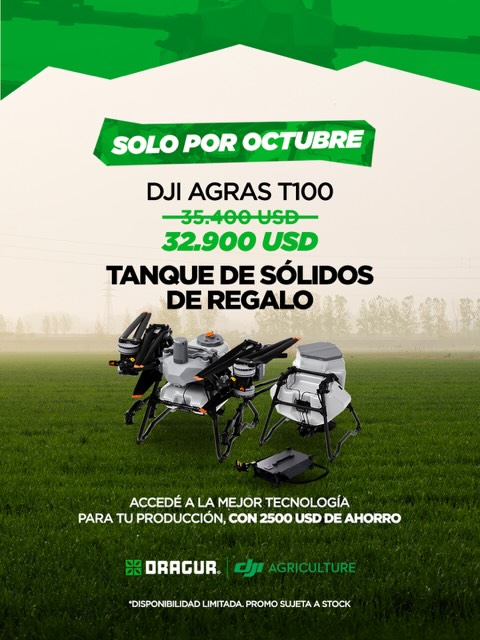 SOLO POR OCTUBRE
DJI AGRAS T100
35.400 USD
32.900 USD
TANQUE DE SÓLIDOS
DE REGALO
ACCEDÉ A LA MEJOR TECNOLOGÍA
PARA TU PRODUCCIÓN, CON 2500 USD DE AHORRO
DRAGUR. | dji AGRICULTURE
*DISPONIBILIDAD LIMITADA. PROMO SUJETA A STOCK